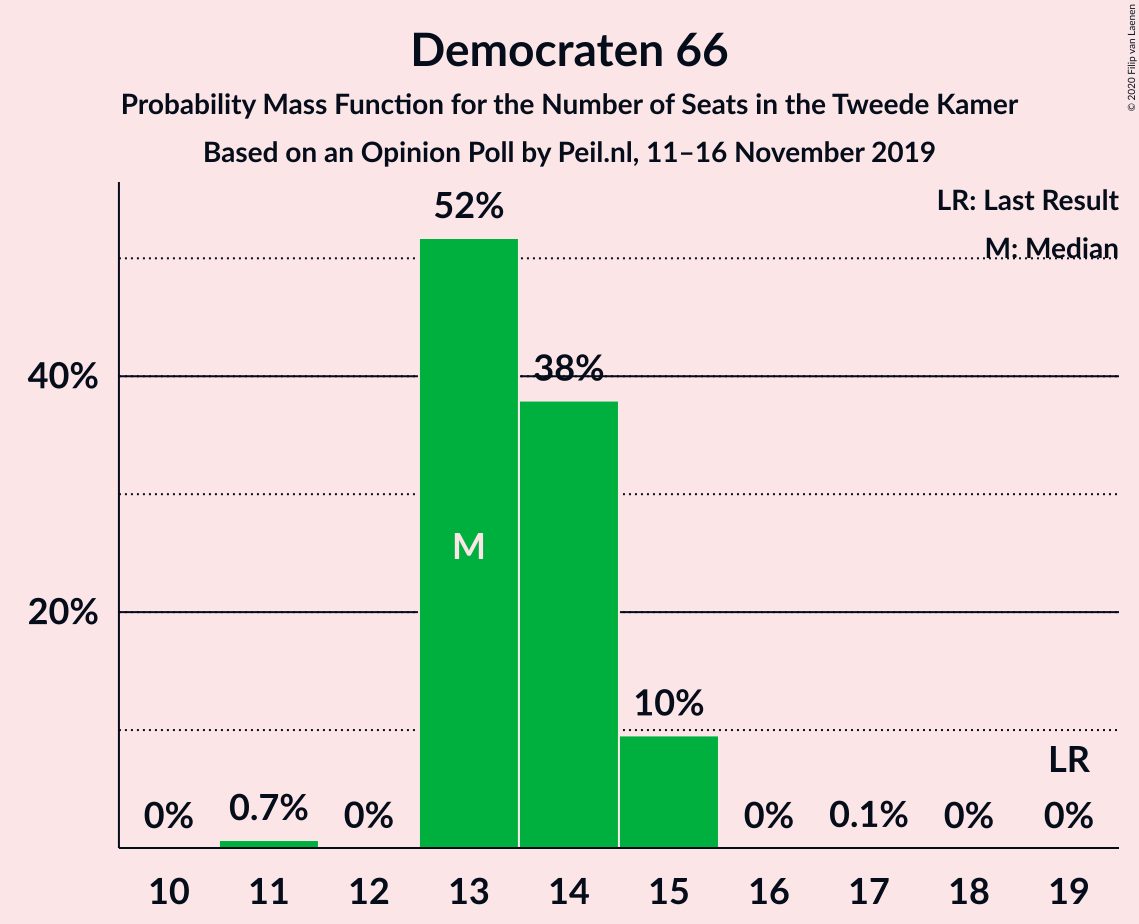 Democraten 66
Probability Mass Function for the Number of Seats in the Tweede Kamer
Based on an Opinion Poll by Peil.nl, 11–16 November 2019
© 2020 Filip van Laenen
LR: Last Result
M: Median
52%
40%
38%
M
20%
10%
LR
0% 0.7% 0% 0% 0.1% 0% 0%
10 11 12 13 14 15 16 17 18 19